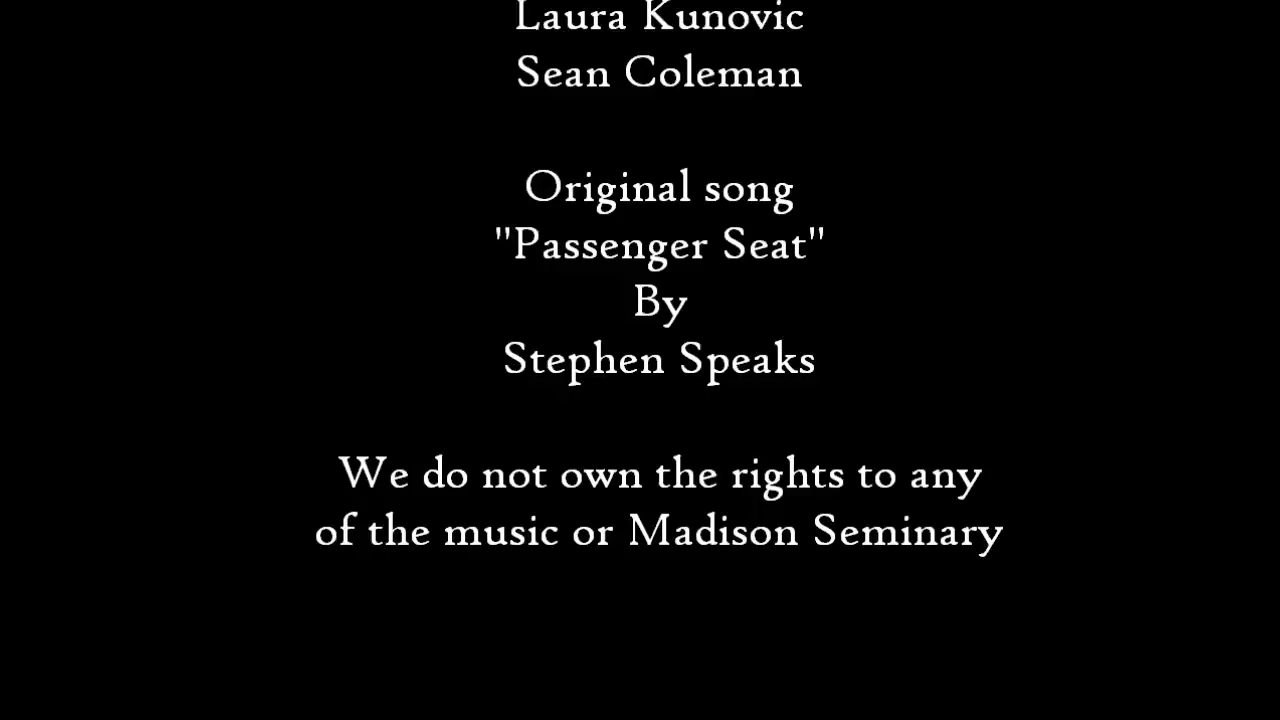 Laura Kunovic
Sean Coleman
Original song
"Passenger Seat"
By
Stephen Speaks
We do not own the rights to any
of the music or Madison Seminary